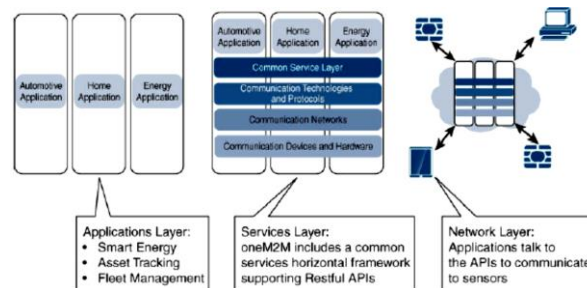 Automotive
Application
Home
Application
Energy
Application
Automotive
Application
Home
Application
Energy
Application
Common Service Layer
Communication Technologies
and Protocols
Communication Networks
Communication Devices and Hardware
Applications Layer:
• Smart Energy
• Asset Tracking
• Fleet Management
Services Layer:
oneM2M includes a common
services horizontal framework
supporting Restful APIs
Network Layer:
Applications talk to
the APIs to communicate
to sensors